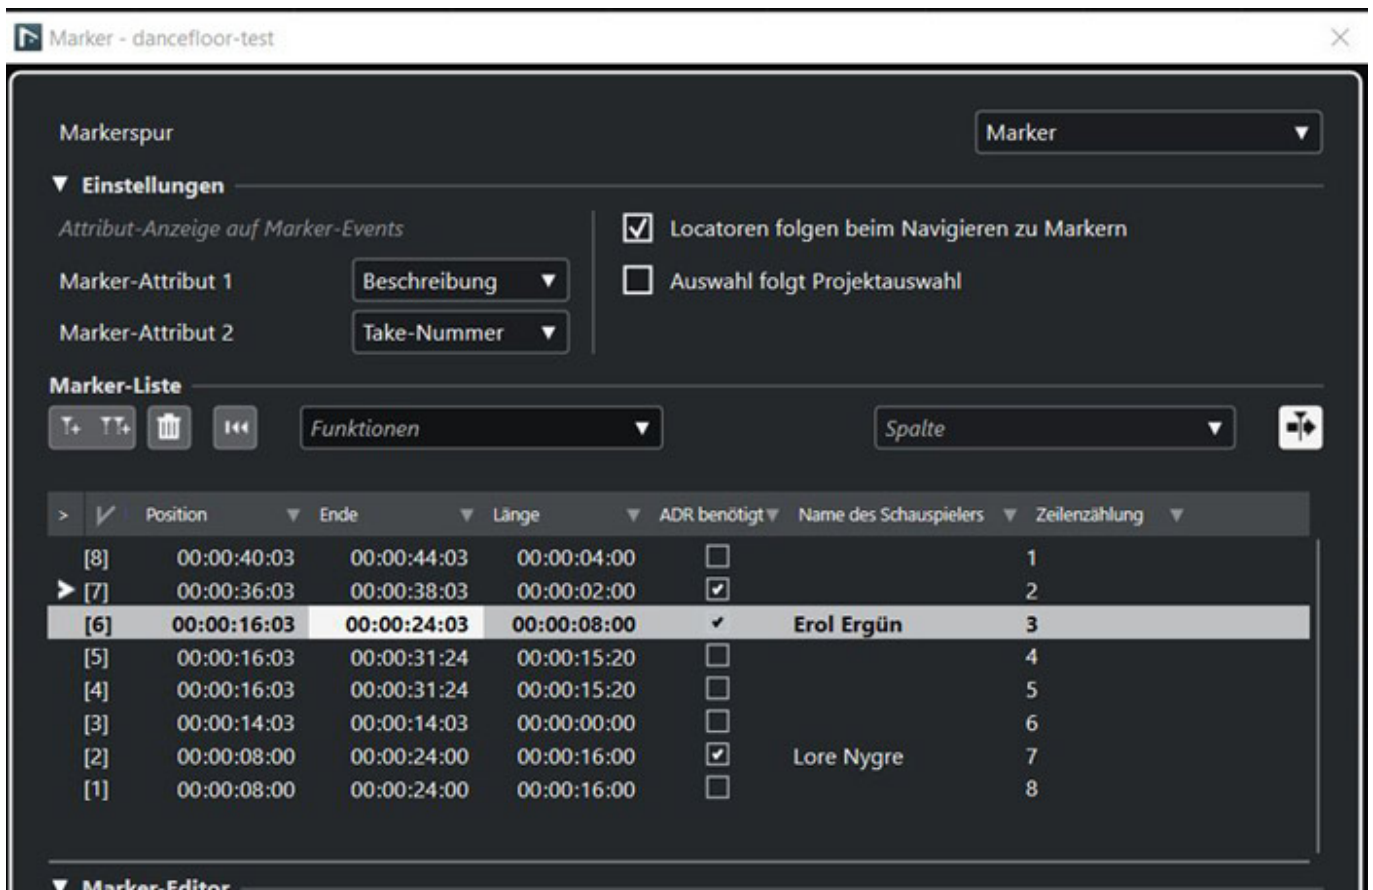 Marker - dancefloor-test
Markerspur Marker
Einstellungen
Attribut-Anzeige auf Marker-Events Locatoren folgen beim Navigieren zu Markern
Marker-Attribut 1 Beschreibung Auswahl folgt Projektauswahl
Marker-Attribut 2 Take-Nummer
Marker-Liste
Funktionen Spalte
> Position Ende Länge ADR benötigt Name des Schauspielers Zeilenzählung
[8] 00:00:40:03 00:00:44:03 00:00:04:00 1
[7] 00:00:36:03 00:00:38:03 00:00:02:00 2
[6] 00:00:16:03 00:00:24:03 00:00:08:00 Erol Ergün 3
[5] 00:00:16:03 00:00:31:24 00:00:15:20 4
[4] 00:00:16:03 00:00:31:24 00:00:15:20 5
[3] 00:00:14:03 00:00:14:03 00:00:00:00 6
[2] 00:00:08:00 00:00:24:00 00:00:16:00 Lore Nygre 7
[1] 00:00:08:00 00:00:24:00 00:00:16:00 8
Marker-Editor